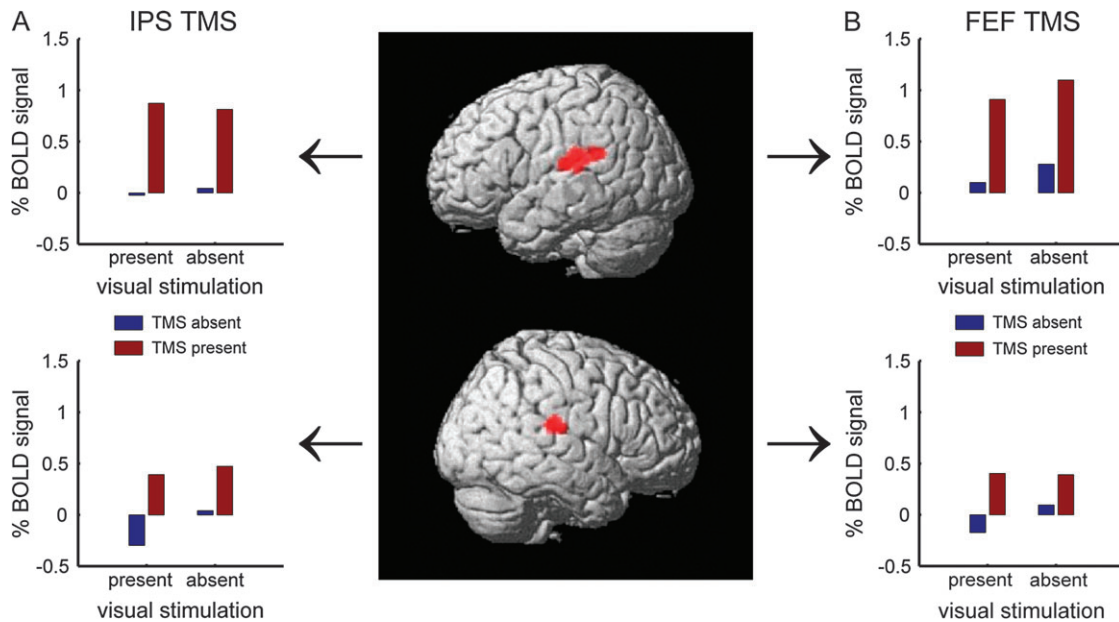 A IPS TMS
1.5
1
0.5
0
-0.5
% BOLD signal
present absent
visual stimulation
TMS absent
TMS present
1.5
1
0.5
0
-0.5
% BOLD signal
present absent
visual stimulation
B FEF TMS
1.5
1
0.5
0
-0.5
% BOLD signal
present absent
visual stimulation
TMS absent
TMS present
1.5
1
0.5
0
-0.5
% BOLD signal
present absent
visual stimulation